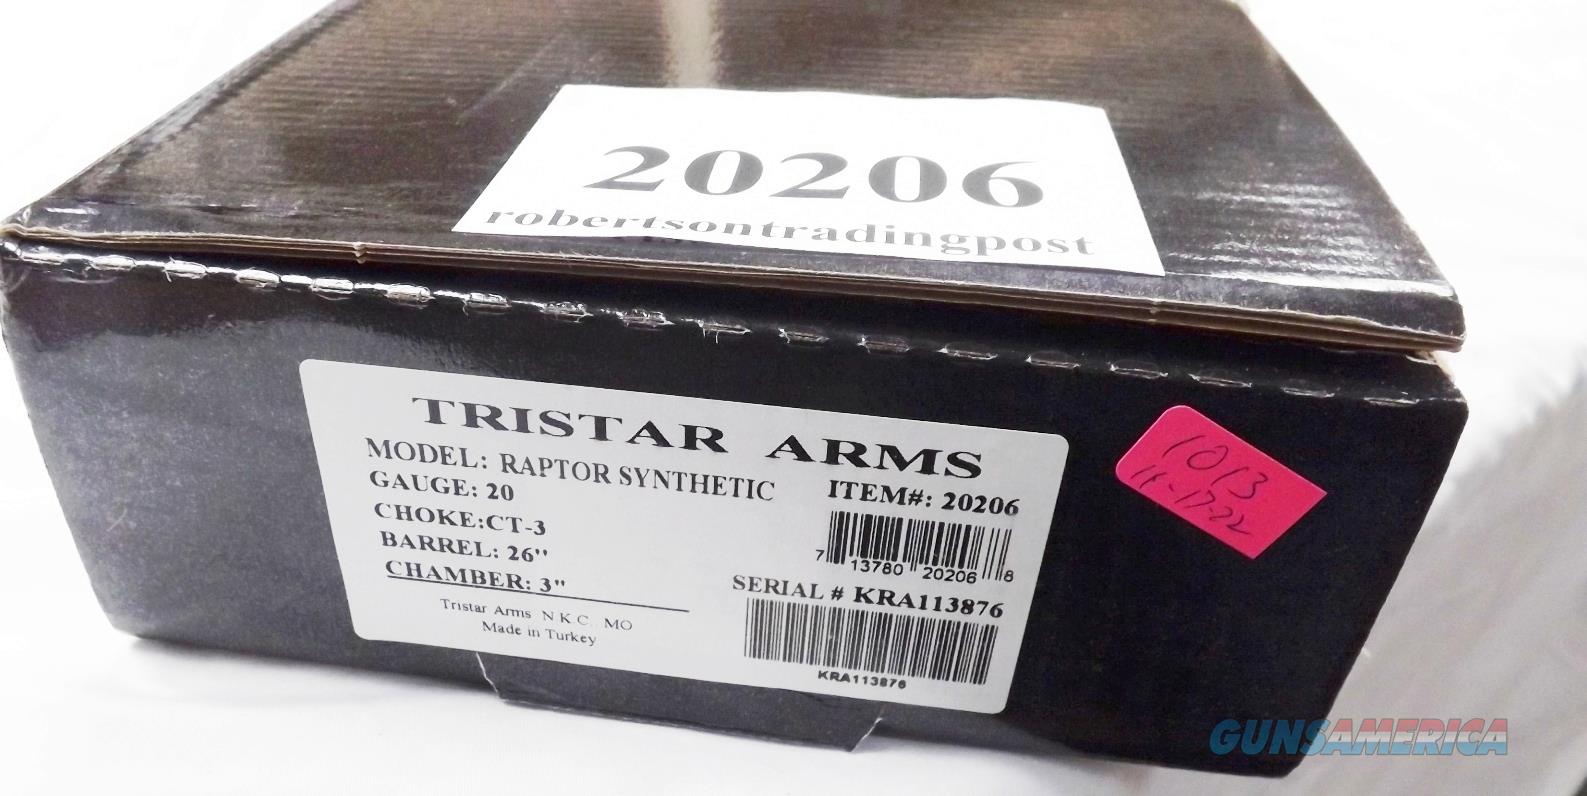 20206
robertsontradingpost
TRISTAR ARMS
MODEL: RAPTOR SYNTHETIC
GAUGE: 20
CHOKE:CT-3
BARREL: 26"
CHAMBER: 3"
Tristar Arms N.K.C. MO
Made in Turkey
ITEM#: 20206
7 13780 20206 8
SERIAL # KRA113876
KRA113876
1013
11-17-22
GUNSAMERICA